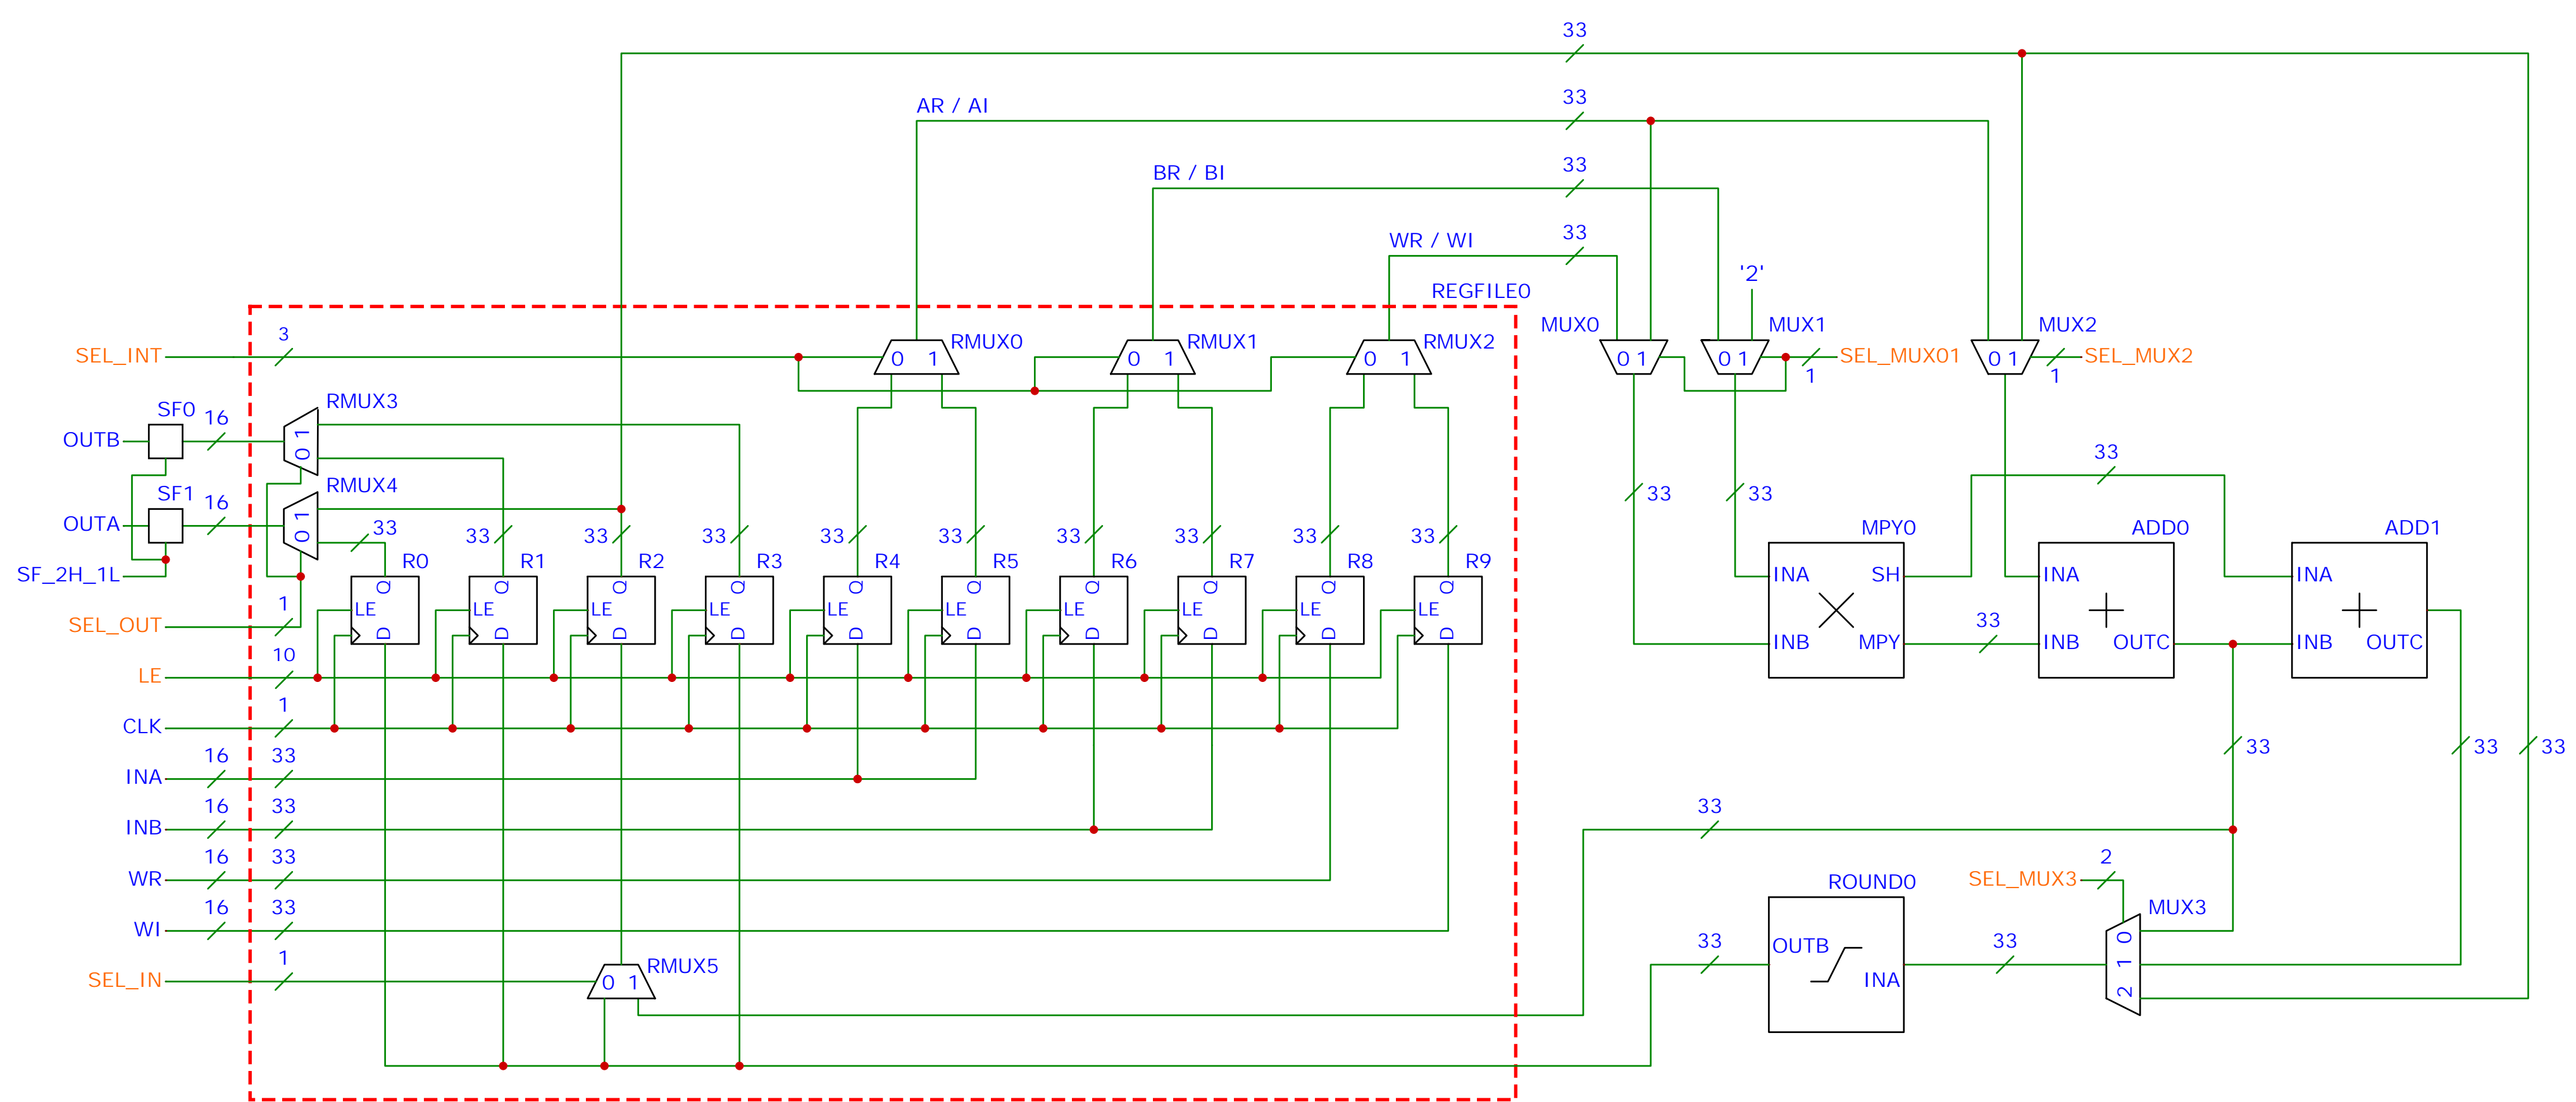 33
AR / AI 33
BR / BI 33
WR / WI 33
'2'
REGFILE0
MUX0 MUX1 MUX2
SEL_INT 3 0 1 RMUX0 0 1 RMUX1 0 1 RMUX2 0 1 0 1 SEL_MUX01 0 1 SEL_MUX2
1 1
RMUX3
SF0 16
OUTB 0 1
33
RMUX4
SF1 16 33 33
OUTA 0 1 33 33 33 33 33 33 33 33 33 33 MPY0 ADD0 ADD1
R0 R1 R2 R3 R4 R5 R6 R7 R8 R9
SF_2H_1L INA SH INA INA
Q Q Q Q Q Q Q Q Q Q
1 LE LE LE LE LE LE LE LE LE LE
SEL_OUT 33
D D D D D D D D D D INB MPY INB OUTC INB OUTC
LE 10
CLK 1
33 33 33
INA 16 33
INB 16 33 33
WR 16 33 ROUND0 SEL_MUX3 2
WI 16 33 MUX3
OUTB 33 33 0 1 2
SEL_IN 1 0 1 RMUX5 INA